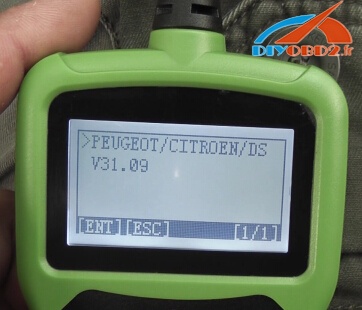 DIYOBD2.fr
>PEUGEOT/CITROEN/DS
V31.09
[ENT][ESC] [1/1]